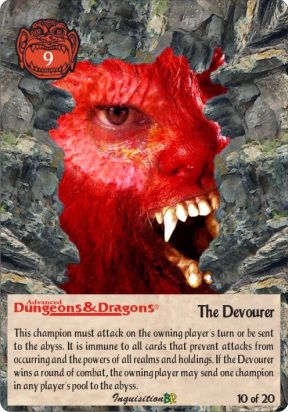 9
Advanced
Dungeons & Dragons®
The Devourer
This champion must attack on the owning player's turn or be sent
to the abyss. It is immune to all cards that prevent attacks from
occurring and the powers of all realms and holdings. If the Devourer
wins a round of combat, the owning player may send one champion
in any player's pool to the abyss.
10 of 20